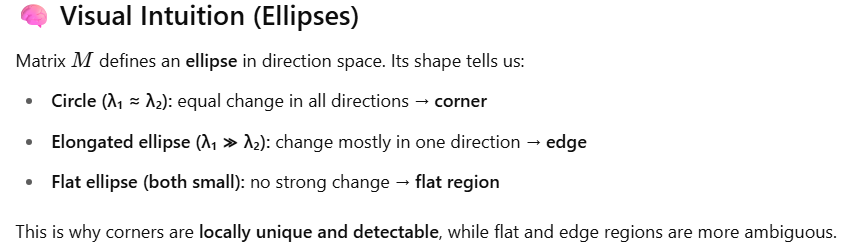 🧠 Visual Intuition (Ellipses)
Matrix M defines an ellipse in direction space. Its shape tells us:
• Circle (λ₁ ≈ λ₂): equal change in all directions → corner
• Elongated ellipse (λ₁ ≫ λ₂): change mostly in one direction → edge
• Flat ellipse (both small): no strong change → flat region
This is why corners are locally unique and detectable, while flat and edge regions are more ambiguous.